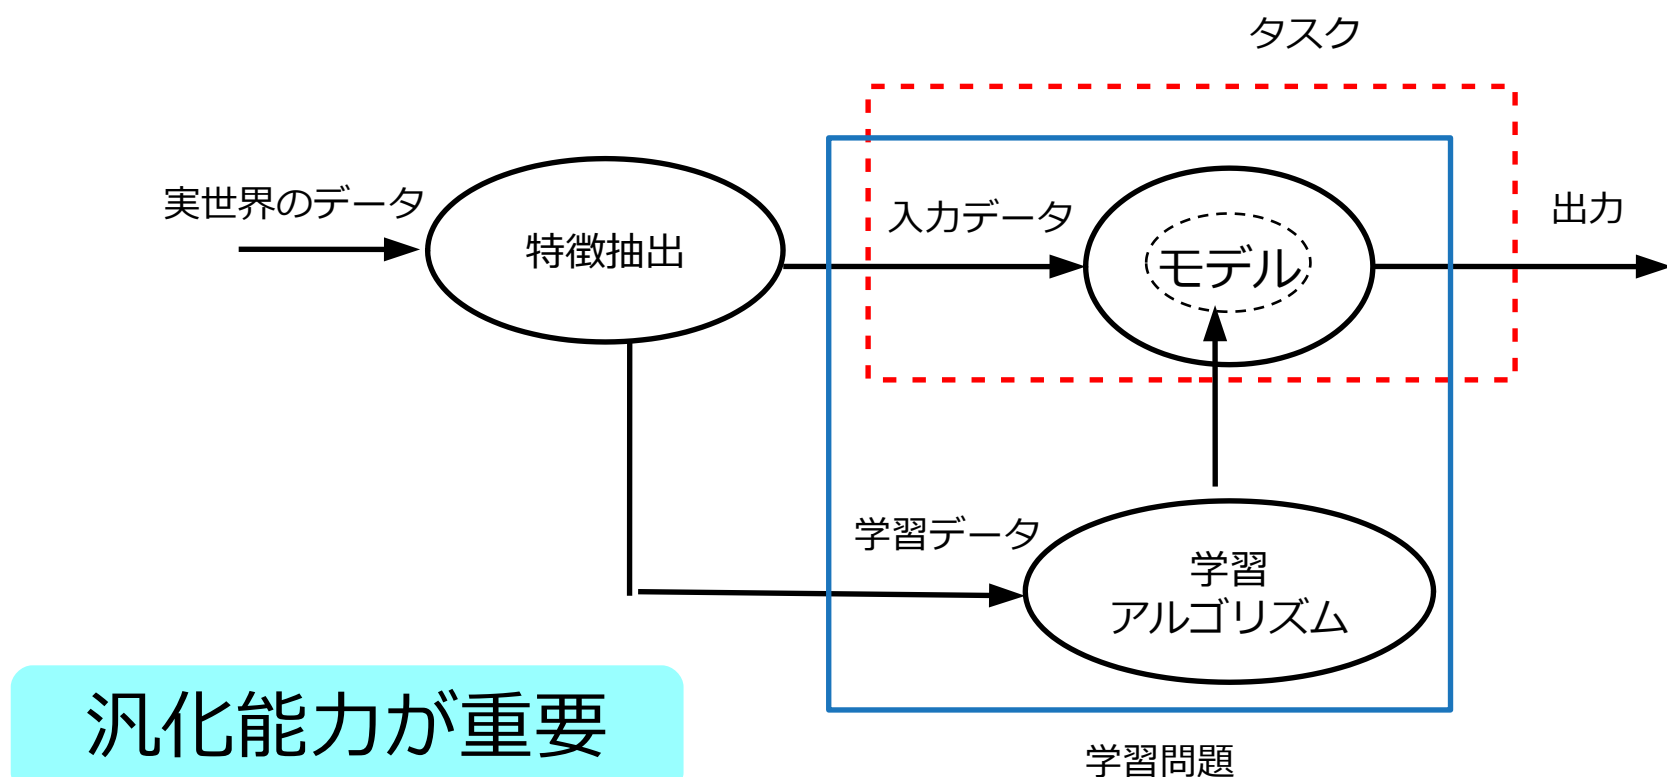 タスク
実世界のデータ
特徴抽出
入力データ
モデル
出力
学習データ
学習
アルゴリズム
汎化能力が重要
学習問題